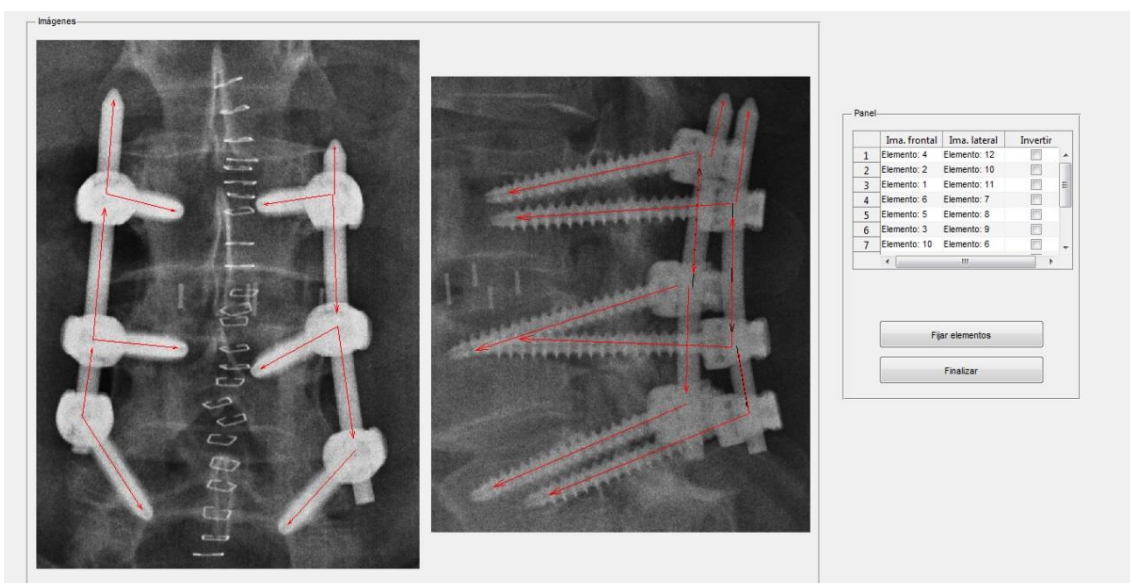 Imágenes
Panel
Ima. frontal Ima. lateral Invertir
1 Elemento: 4 Elemento: 12
2 Elemento: 2 Elemento: 10
3 Elemento: 1 Elemento: 11
4 Elemento: 6 Elemento: 7
5 Elemento: 5 Elemento: 8
6 Elemento: 3 Elemento: 9
7 Elemento: 10 Elemento: 6
Fijar elementos
Finalizar